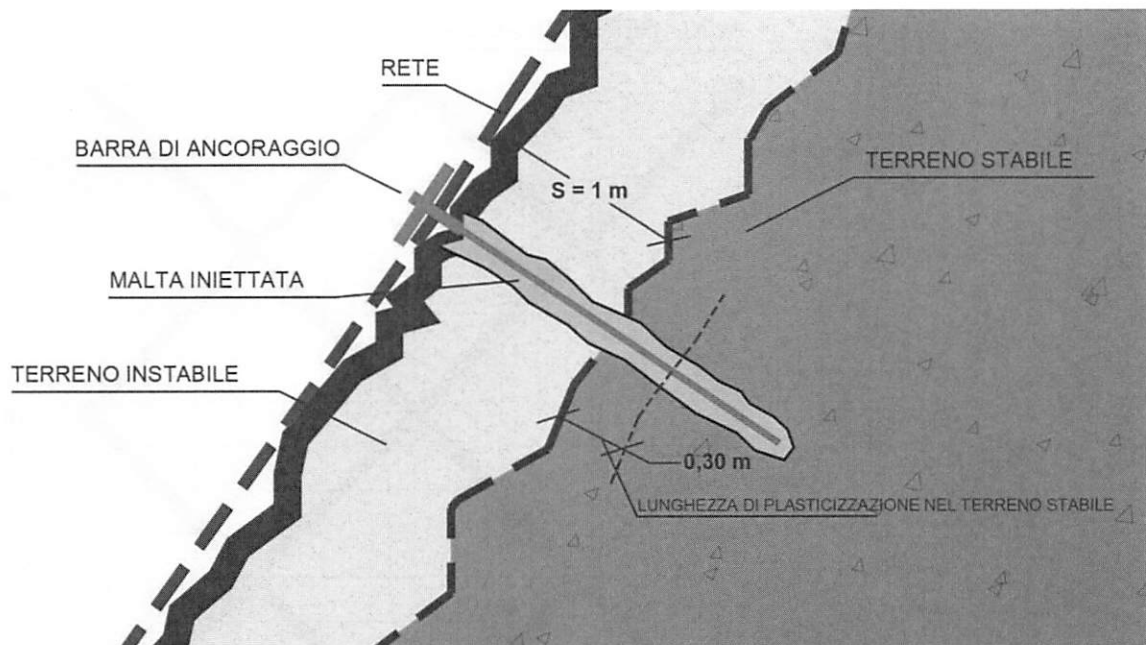 RETE
BARRA DI ANCORAGGIO
TERRENO STABILE
S = 1 m
MALTA INIETTATA
TERRENO INSTABILE
0,30 m
LUNGHEZZA DI PLASTICIZZAZIONE NEL TERRENO STABILE